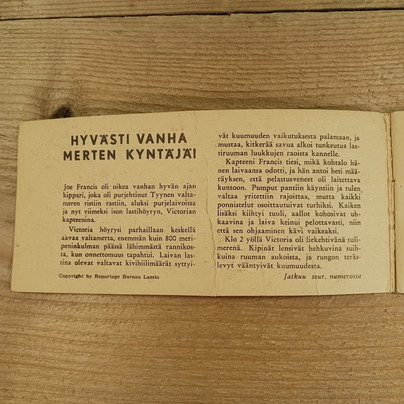 HYVÄSTI VANHA
MERTEN KYNTÄJÄ!
Joe Francis oli oikea vanhan hyvän ajan
kippari, joka oli purjehtinut Tyynen valta-
meren ristiin rastiin, aluksi purjelaivoissa
ja nyt viimeksi ison lastihöyryn, Victorian
kapteenina.
Victoria höyrysi parhaillaan keskellä
aavaa valtamerta, enemmän kuin 800 meri-
peninkulman päässä lähimmästä rannikos-
ta, kun onnettomuus tapahtui. Laivan las-
tina olevat valtavat kivihiilimäärät syttyi-
Copyright by Reportage Bureau Lantio
vät kuumuuden vaikutuksesta palamaan, ja
mustaa, kitkerää savua alkoi tunkeutua las-
tiruuman luukkujen raoista kannelle.
Kapteeni Francis tiesi, mikä kohtalo hä-
nen laivaansa odotti, ja hän antoi heti mää-
räyksen, että pelastusveneet oli laitettava
kuntoon. Pumput pantiin käyntiin ja tulen
valtaa yritettiin rajoittaa, mutta kaikki
ponnistelut osoittautuivat turhiksi. Kaiken
lisäksi kiihtyi tuuli, aallot kohosivat uh-
kaavina ja laiva keinui pelottavasti, niin
että sen ohjaaminen kävi vaikeaksi.
Klo 2 yöllä Victoria oli liekehtivänä tuli-
merenä. Kipinät lensivät hehkuvina suih-
kuina ruuman aukoista, ja rungon teräs-
levyt vääntyivät kuumuudesta.
Jatkuu seur. numerossa